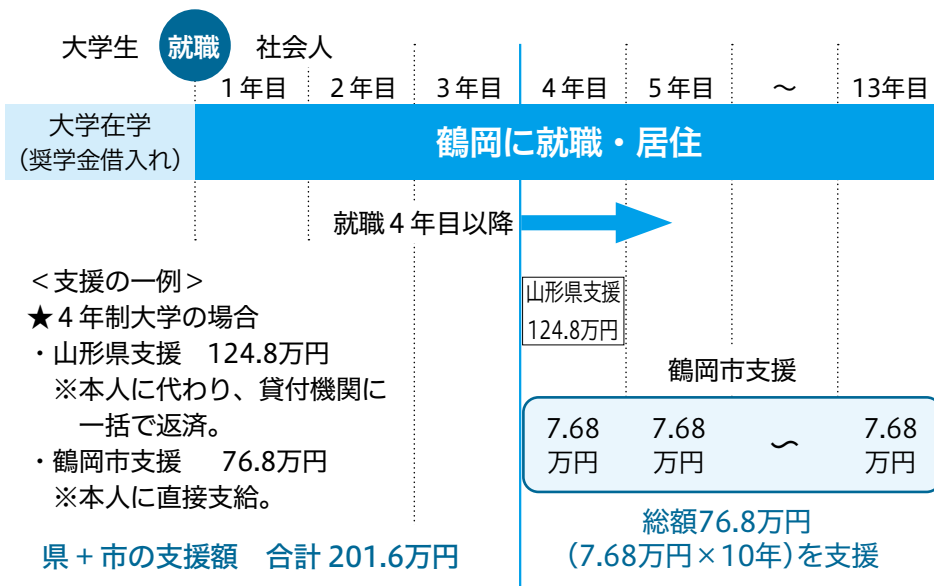 大学生 就職 社会人
1年目 2年目 3年目 4年目 5年目 ～ 13年目
大学在学
（奨学金借入れ）
鶴岡に就職・居住
就職4年目以降
＜支援の一例＞
★4年制大学の場合
・山形県支援 124.8万円
※本人に代わり、貸付機関に
一括で返済。
・鶴岡市支援 76.8万円
※本人に直接支給。
県+市の支援額 合計 201.6万円
山形県支援
124.8万円
鶴岡市支援
7.68 7.68 ～ 7.68
万円 万円 万円
総額76.8万円
（7.68万円×10年）を支援